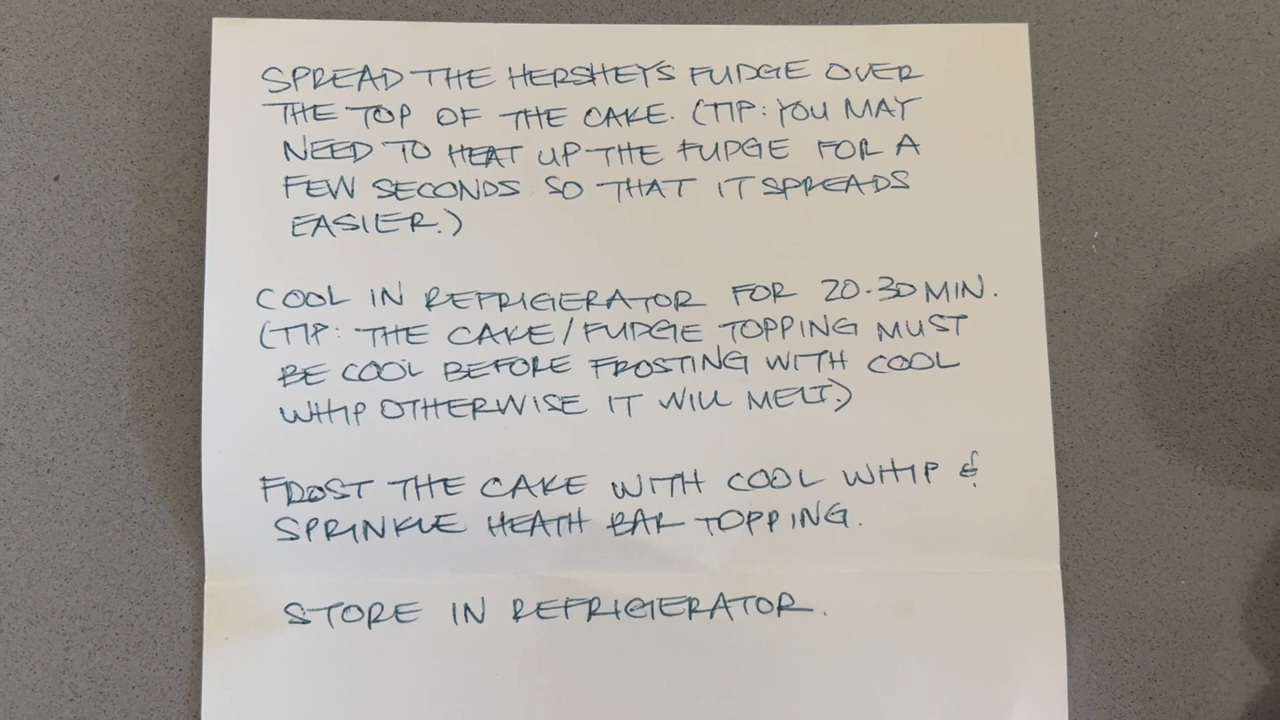 SPREAD THE HERSHEY'S FUDGE OVER
THE TOP OF THE CAKE. (TIP: YOU MAY
NEED TO HEAT UP THE FUDGE FOR A
FEW SECONDS SO THAT IT SPREADS
EASIER.)
COOL IN REFRIGERATOR FOR 20-30 MIN.
(TIP: THE CAKE/FUDGE TOPPING MUST
BE COOL BEFORE FROSTING WITH COOL
WHIP OTHERWISE IT WILL MELT.)
FROST THE CAKE WITH COOL WHIP &
SPRINKLE HEATH BAR TOPPING.
STORE IN REFRIGERATOR.